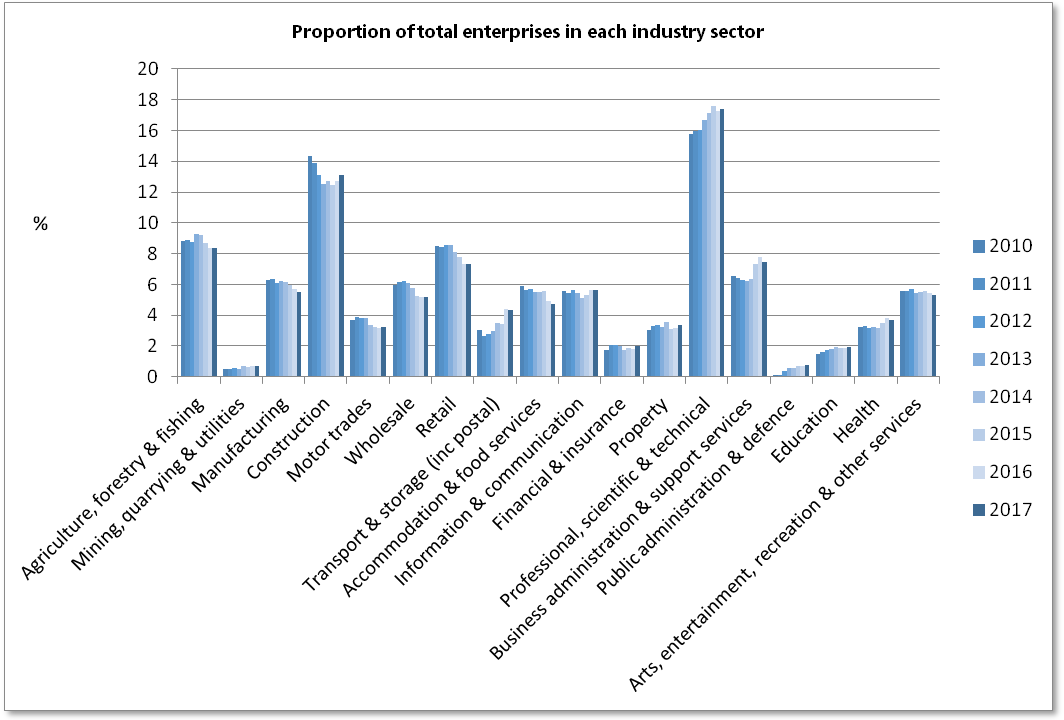 Proportion of total enterprises in each industry sector
20
18
16
14
12
10
8
6
4
2
0
%
Agriculture, forestry & fishing
Mining, quarrying & utilities
Manufacturing
Construction
Motor trades
Wholesale
Retail
Transport & storage (inc postal)
Accommodation & food services
Information & communication
Financial & insurance
Property
Professional, scientific & technical
Business administration & support services
Public administration & defence
Education
Health
Arts, entertainment, recreation & other services
2010
2011
2012
2013
2014
2015
2016
2017